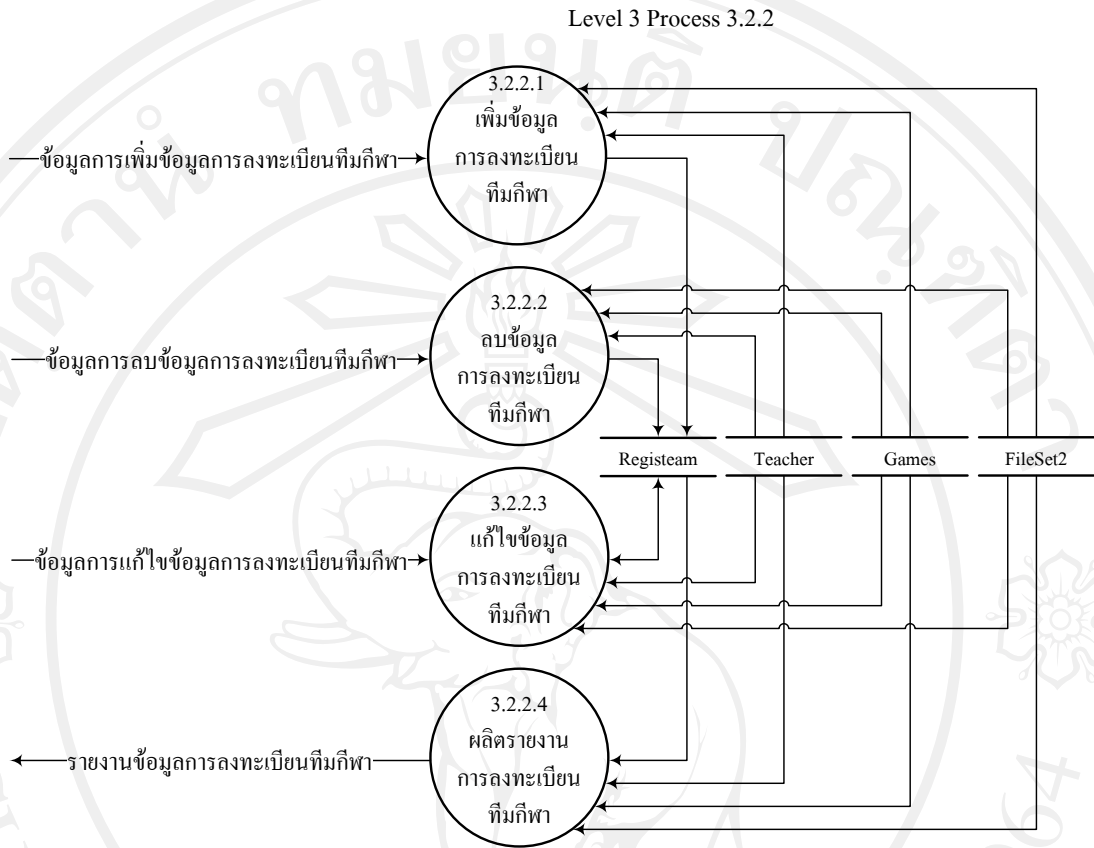 Level 3 Process 3.2.2
3.2.2.1
เพิ่มข้อมูล
การลงทะเบียน
ทีมกีฬา
ข้อมูลการเพิ่มข้อมูลการลงทะเบียนทีมกีฬา
3.2.2.2
ลบข้อมูล
การลงทะเบียน
ทีมกีฬา
ข้อมูลการลบข้อมูลการลงทะเบียนทีมกีฬา
Registeam
Teacher
Games
FileSet2
3.2.2.3
แก้ไขข้อมูล
การลงทะเบียน
ทีมกีฬา
ข้อมูลการแก้ไขข้อมูลการลงทะเบียนทีมกีฬา
3.2.2.4
ผลิตรายงาน
การลงทะเบียน
ทีมกีฬา
รายงานข้อมูลการลงทะเบียนทีมกีฬา